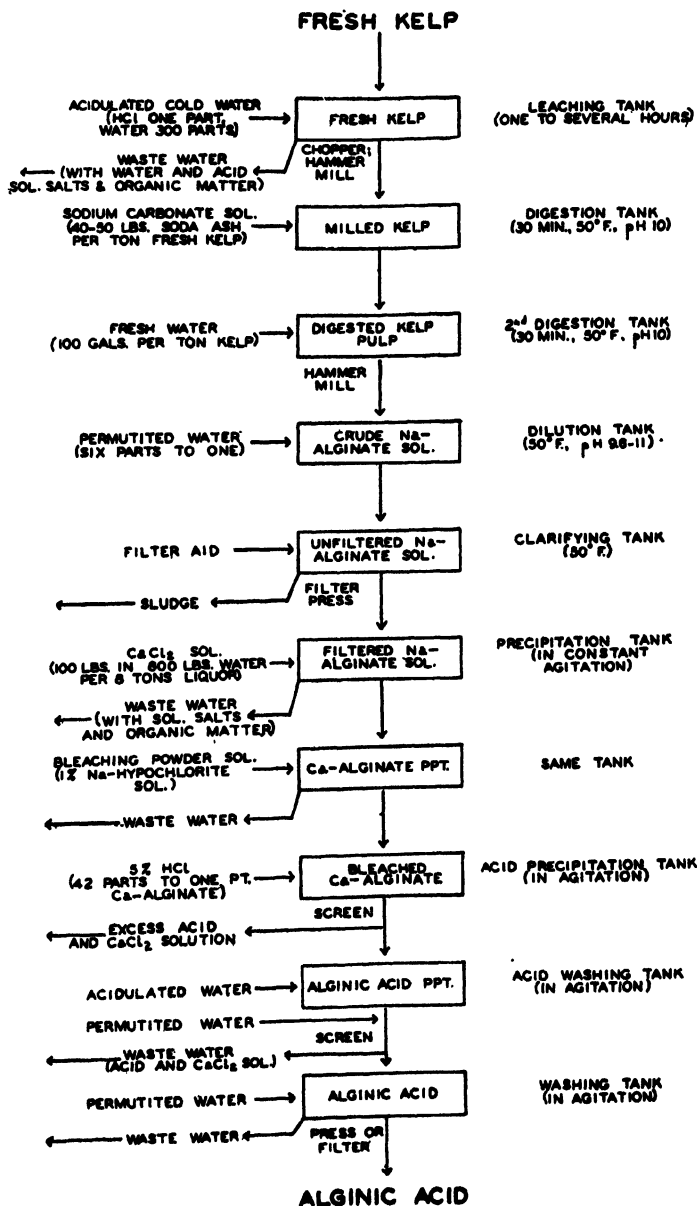 FRESH KELP
ACIDULATED COLD WATER
(HCl ONE PART,
WATER 300 PARTS)
FRESH KELP
LEACHING TANK
(ONE TO SEVERAL HOURS)
CHOPPER;
HAMMER
MILL
WASTE WATER
(WITH WATER AND ACID
SOL. SALTS & ORGANIC MATTER)
SODIUM CARBONATE SOL.
(40-50 LBS. SODA ASH
PER TON FRESH KELP)
MILLED KELP
DIGESTION TANK
(30 MIN., 50° F., pH 10)
FRESH WATER
(100 GALS. PER TON KELP)
DIGESTED KELP
PULP
2nd DIGESTION TANK
(30 MIN., 50° F. pH 10)
HAMMER
MILL
PERMUTITED WATER
(SIX PARTS TO ONE)
CRUDE Na-
ALGINATE SOL.
DILUTION TANK
(50° F., pH 9.6-11)
FILTER AID
UNFILTERED Na-
ALGINATE SOL.
CLARIFYING TANK
(50° F.)
SLUDGE
FILTER
PRESS
CaCl2 SOL.
(100 LBS. IN 800 LBS. WATER
PER 8 TONS LIQUOR)
FILTERED Na-
ALGINATE SOL.
PRECIPITATION TANK
(IN CONSTANT
AGITATION)
WASTE WATER
(WITH SOL. SALTS
AND ORGANIC MATTER)
BLEACHING POWDER SOL.
(1% Na-HYPOCHLORITE
SOL.)
Ca-ALGINATE PPT.
SAME TANK
WASTE WATER
5% HCl
(42 PARTS TO ONE PT.
Ca-ALGINATE)
BLEACHED
Ca-ALGINATE
ACID PRECIPITATION TANK
(IN AGITATION)
SCREEN
EXCESS ACID
AND CaCl2 SOLUTION
ACIDULATED WATER
ALGINIC ACID PPT.
ACID WASHING TANK
(IN AGITATION)
PERMUTITED WATER
SCREEN
WASTE WATER
(ACID AND CaCl2 SOL.)
PERMUTITED WATER
ALGINIC ACID
WASHING TANK
(IN AGITATION)
WASTE WATER
PRESS OR
FILTER
ALGINIC ACID